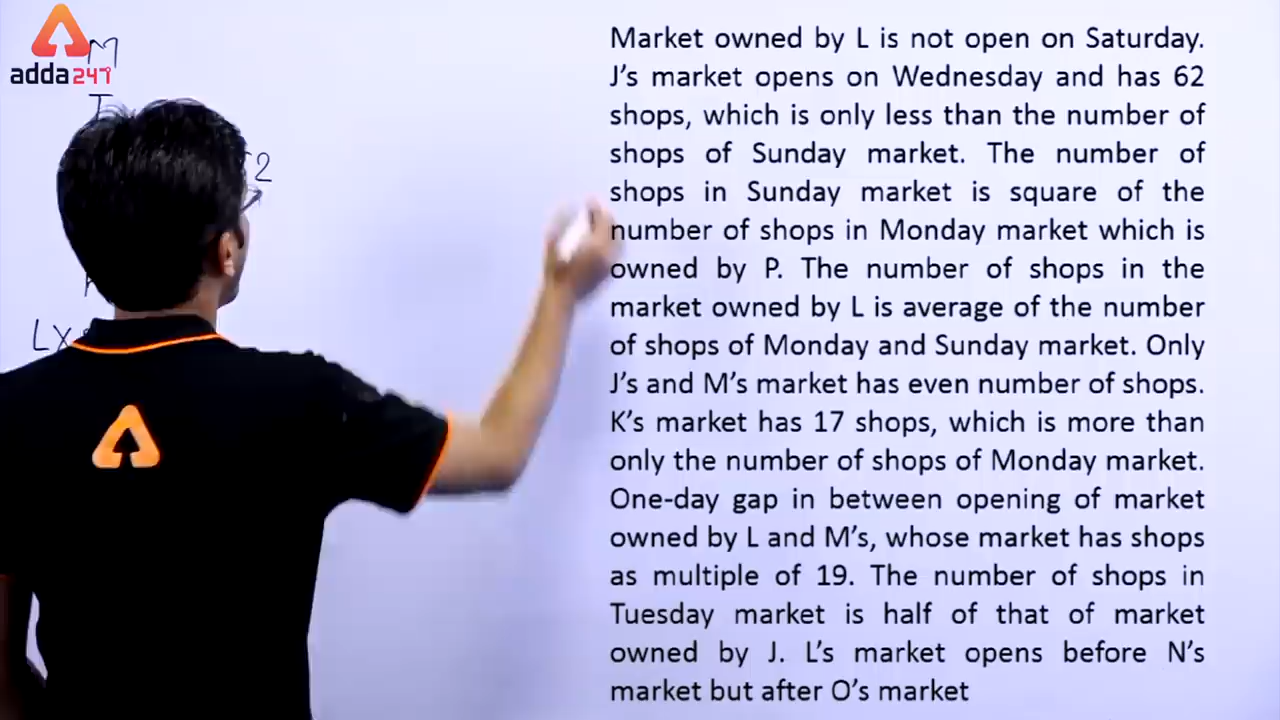 adda247
M
T
2
Lx
Market owned by L is not open on Saturday.
J's market opens on Wednesday and has 62
shops, which is only less than the number of
shops of Sunday market. The number of
shops in Sunday market is square of the
number of shops in Monday market which is
owned by P. The number of shops in the
market owned by L is average of the number
of shops of Monday and Sunday market. Only
J's and M's market has even number of shops.
K's market has 17 shops, which is more than
only the number of shops of Monday market.
One-day gap in between opening of market
owned by L and M's, whose market has shops
as multiple of 19. The number of shops in
Tuesday market is half of that of market
owned by J. L's market opens before N's
market but after O's market